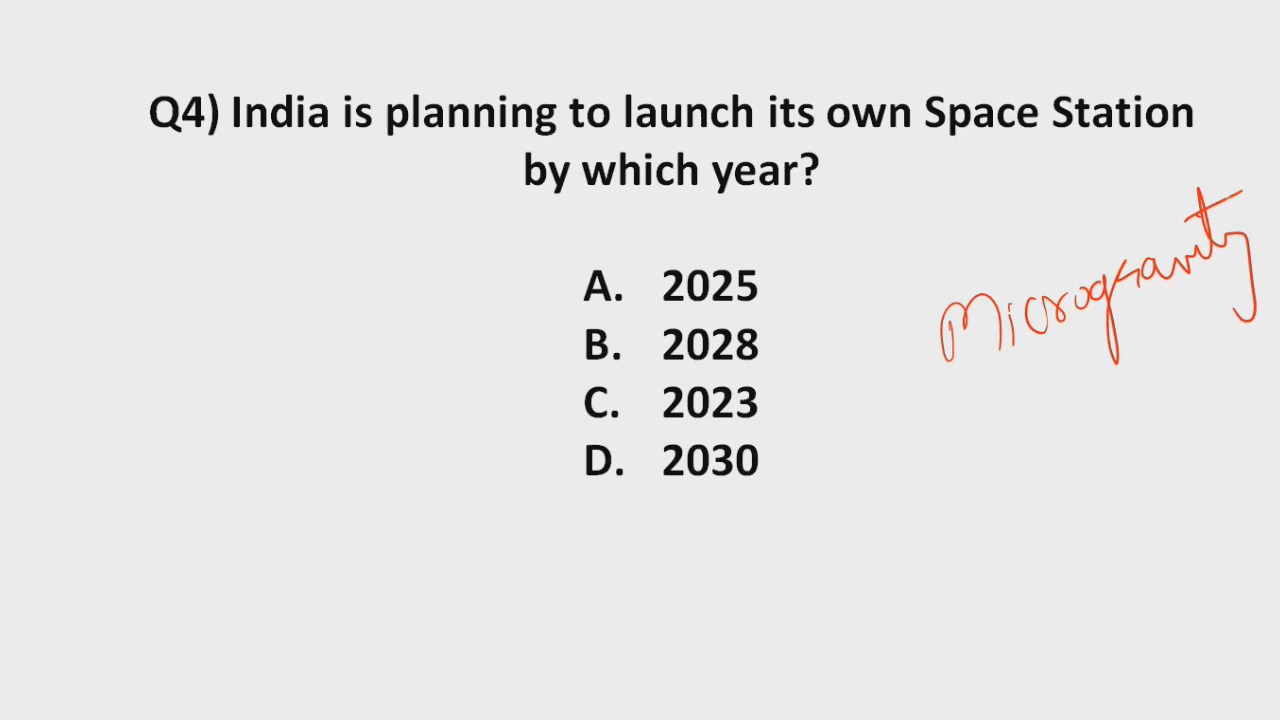 Q4) India is planning to launch its own Space Station
by which year?
Microgravity
A. 2025
B. 2028
C. 2023
D. 2030